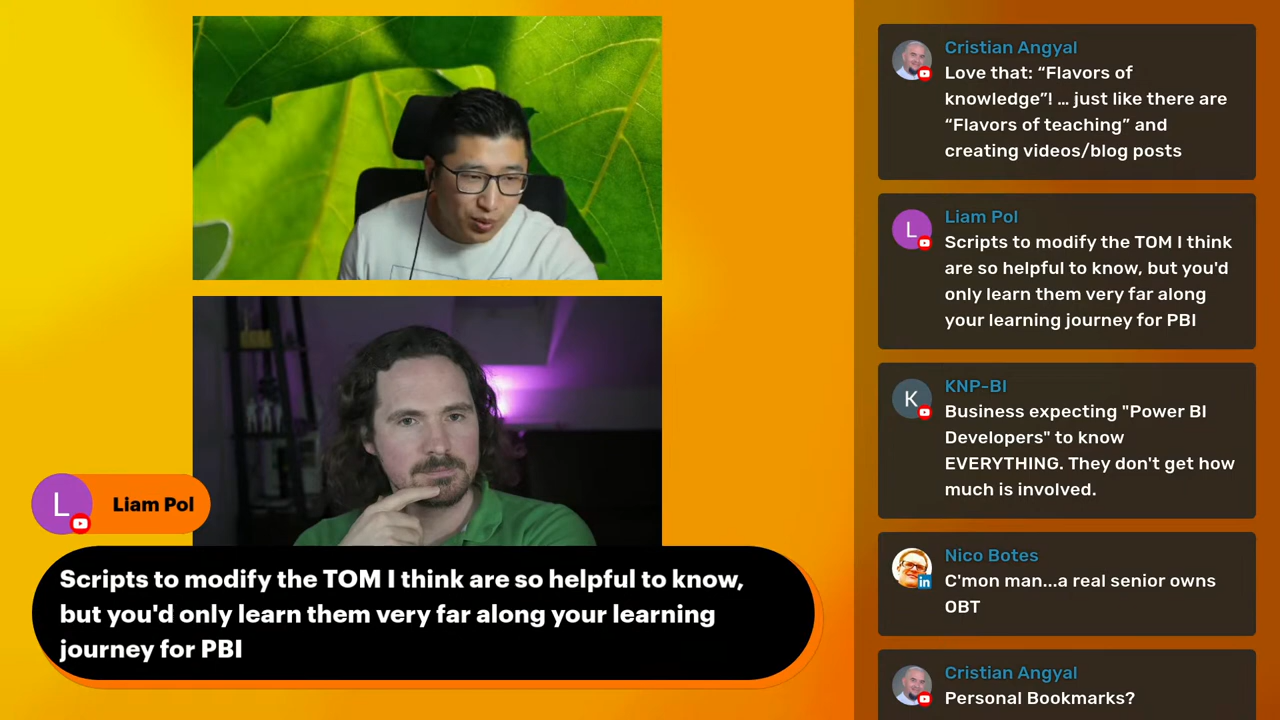 Cristian Angyal
Love that: “Flavors of
knowledge”! ... just like there are
“Flavors of teaching” and
creating videos/blog posts
L
Liam Pol
Scripts to modify the TOM I think
are so helpful to know, but you'd
only learn them very far along
your learning journey for PBI
K
KNP-BI
Business expecting "Power BI
Developers" to know
EVERYTHING. They don't get how
much is involved.
Nico Botes
in
C'mon man...a real senior owns
OBT
Cristian Angyal
Personal Bookmarks?
L
Liam Pol
Scripts to modify the TOM I think are so helpful to know,
but you'd only learn them very far along your learning
journey for PBI